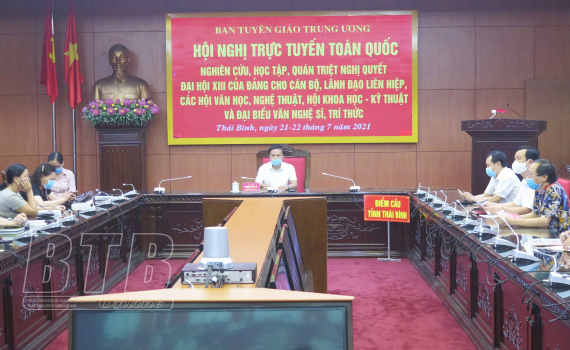 BAN TUYÊN GIÁO TRUNG ƯƠNG
HỘI NGHỊ TRỰC TUYẾN TOÀN QUỐC
NGHIÊN CỨU, HỌC TẬP, QUÁN TRIỆT NGHỊ QUYẾT
ĐẠI HỘI XIII CỦA ĐẢNG CHO CÁN BỘ, LÃNH ĐẠO LIÊN HIỆP,
CÁC HỘI VĂN HỌC, NGHỆ THUẬT, HỘI KHOA HỌC - KỸ THUẬT
VÀ ĐẠI BIỂU VĂN NGHỆ SĨ, TRÍ THỨC
Thái Bình, ngày 21-22 tháng 7 năm 2021
ĐIỂM CẦU
TỈNH THÁI BÌNH
BTB